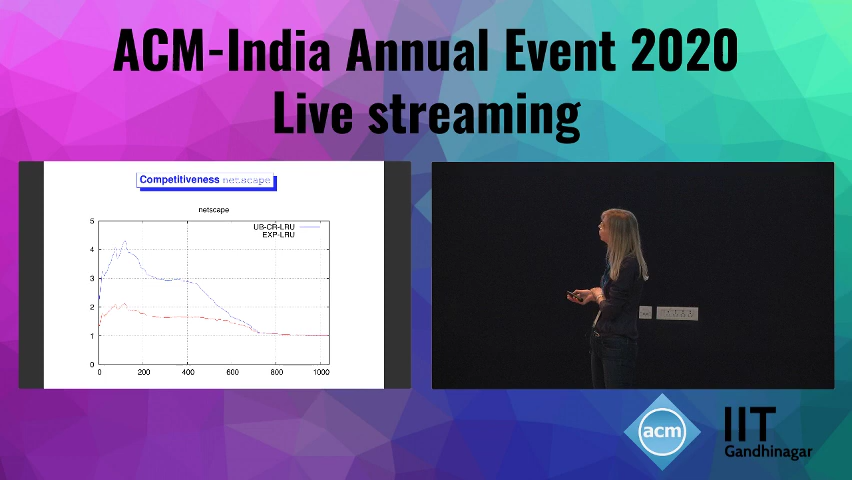 ACM-India Annual Event 2020
Live streaming
Competitiveness netscape
netscape
UB-CR-LRU
EXP-LRU
5
4
3
2
1
0
0 200 400 600 800 1000
acm
IIT
Gandhinagar